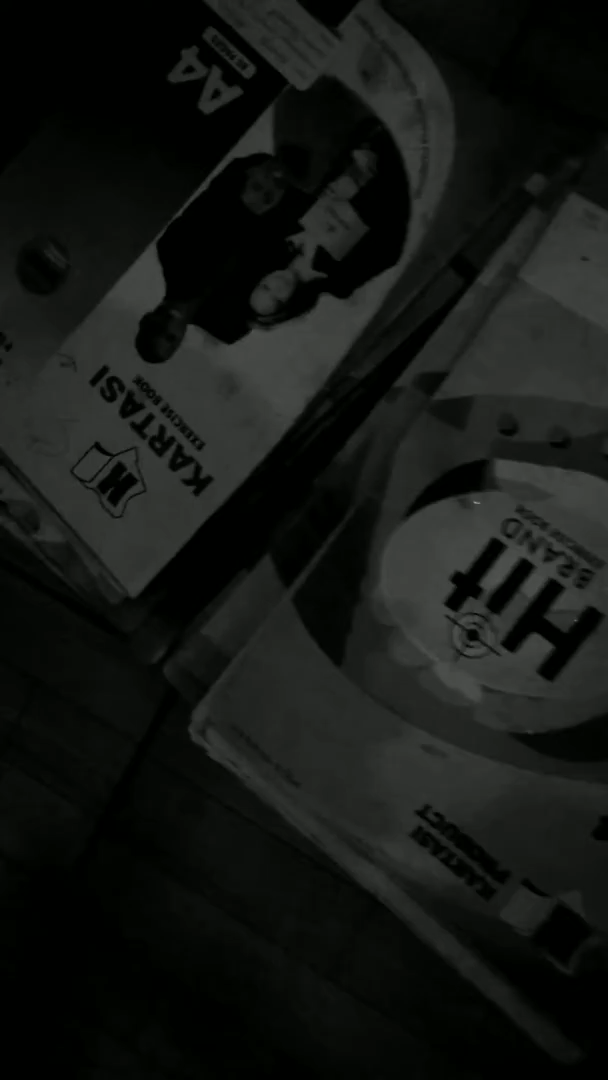 A4
KARTASI
EXERCISE BOOK
Hit
BRAND
EXERCISE BOOK
KARTASI
PRODUCT